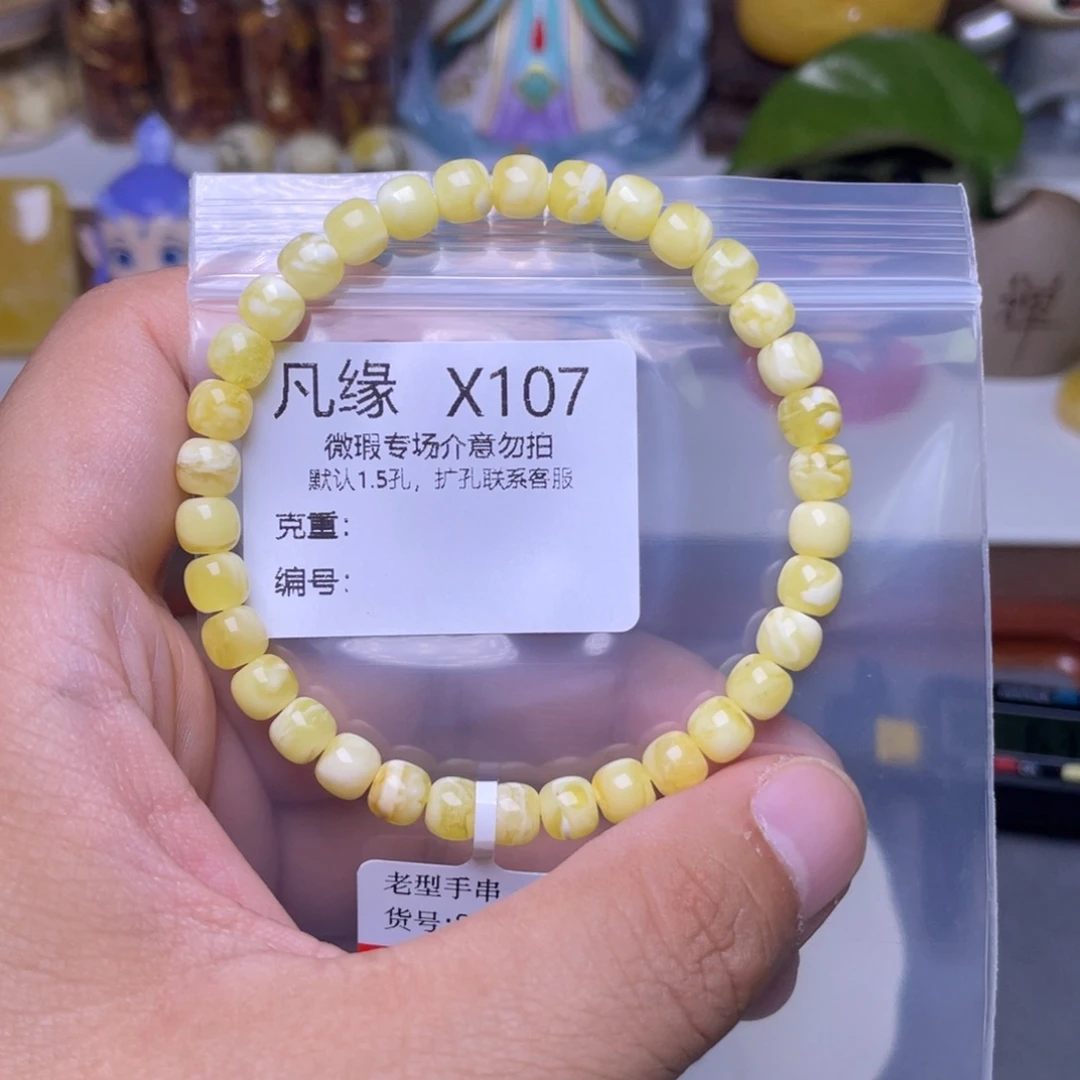 凡缘 X107
微瑕专场介意勿拍
默认1.5孔，扩孔联系客服
克重：
编号：
老型手串
货号: